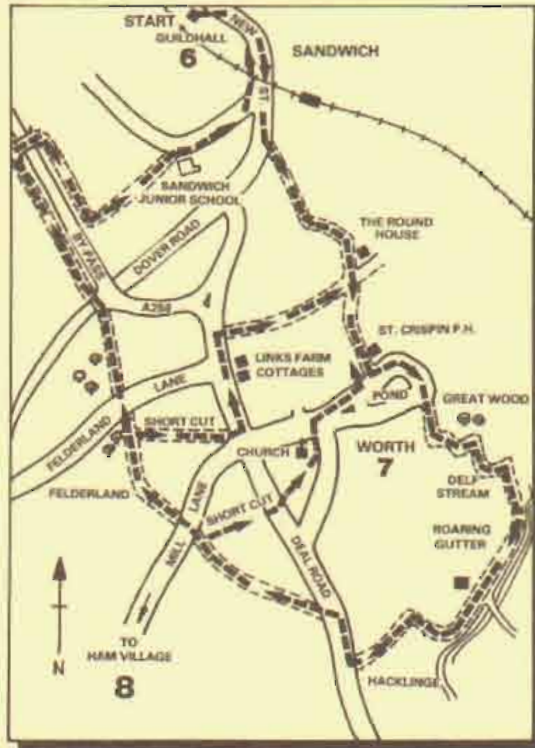 START
GUILDHALL
6
NEW
ST.
SANDWICH
SANDWICH
JUNIOR SCHOOL
THE ROUND
HOUSE
BY PASS
DOVER ROAD
A258
ST. CRISPIN P.H.
LINKS FARM
COTTAGES
LANE
POND
GREAT WOOD
FELDERLAND
SHORT CUT
CHURCH
WORTH
7
DELF
STREAM
FELDERLAND
LANE
MILL
SHORT CUT
DEAL ROAD
ROARING
GUTTER
N
TO
HAM VILLAGE
8
HACKLINGE